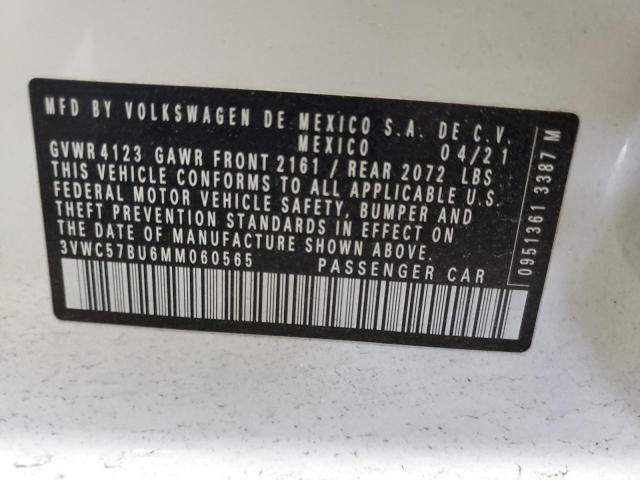 MFD BY VOLKSWAGEN DE MEXICO S.A. DE C.V.
MEXICO 04/21
GVWR 4123 GAWR FRONT 2161 / REAR 2072 LBS
THIS VEHICLE CONFORMS TO ALL APPLICABLE U.S.
FEDERAL MOTOR VEHICLE SAFETY, BUMPER AND
THEFT PREVENTION STANDARDS IN EFFECT ON
THE DATE OF MANUFACTURE SHOWN ABOVE.
3VWC57BU6MM060565 PASSENGER CAR
0951361 3387 M